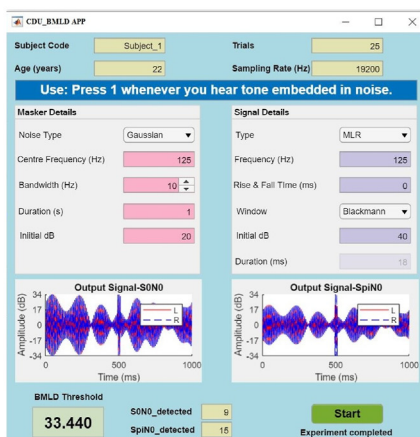 CDU_BMLD APP
Subject Code Subject_1 Trials 25
Age (years) 22 Sampling Rate (Hz) 19200
Use: Press 1 whenever you hear tone embedded in noise.
Masker Details
Noise Type Gaussian
Centre Frequency (Hz) 125
Bandwidth (Hz) 10
Duration (s) 1
Initial dB 20
Signal Details
Type MLR
Frequency (Hz) 125
Rise & Fall Time (ms) 0
Window Blackmann
Initial dB 40
Duration (ms) 16
Output Signal-S0N0
34
17
0
-17
-34
Amplitude (dB)
L
R
0 500 1000
Time (ms)
Output Signal-SpiN0
34
17
0
-17
-34
Amplitude (dB)
L
R
0 500 1000
Time (ms)
BMLD Threshold
33.440
S0N0_detected 9
SpiN0_detected 15
Start
Experiment completed